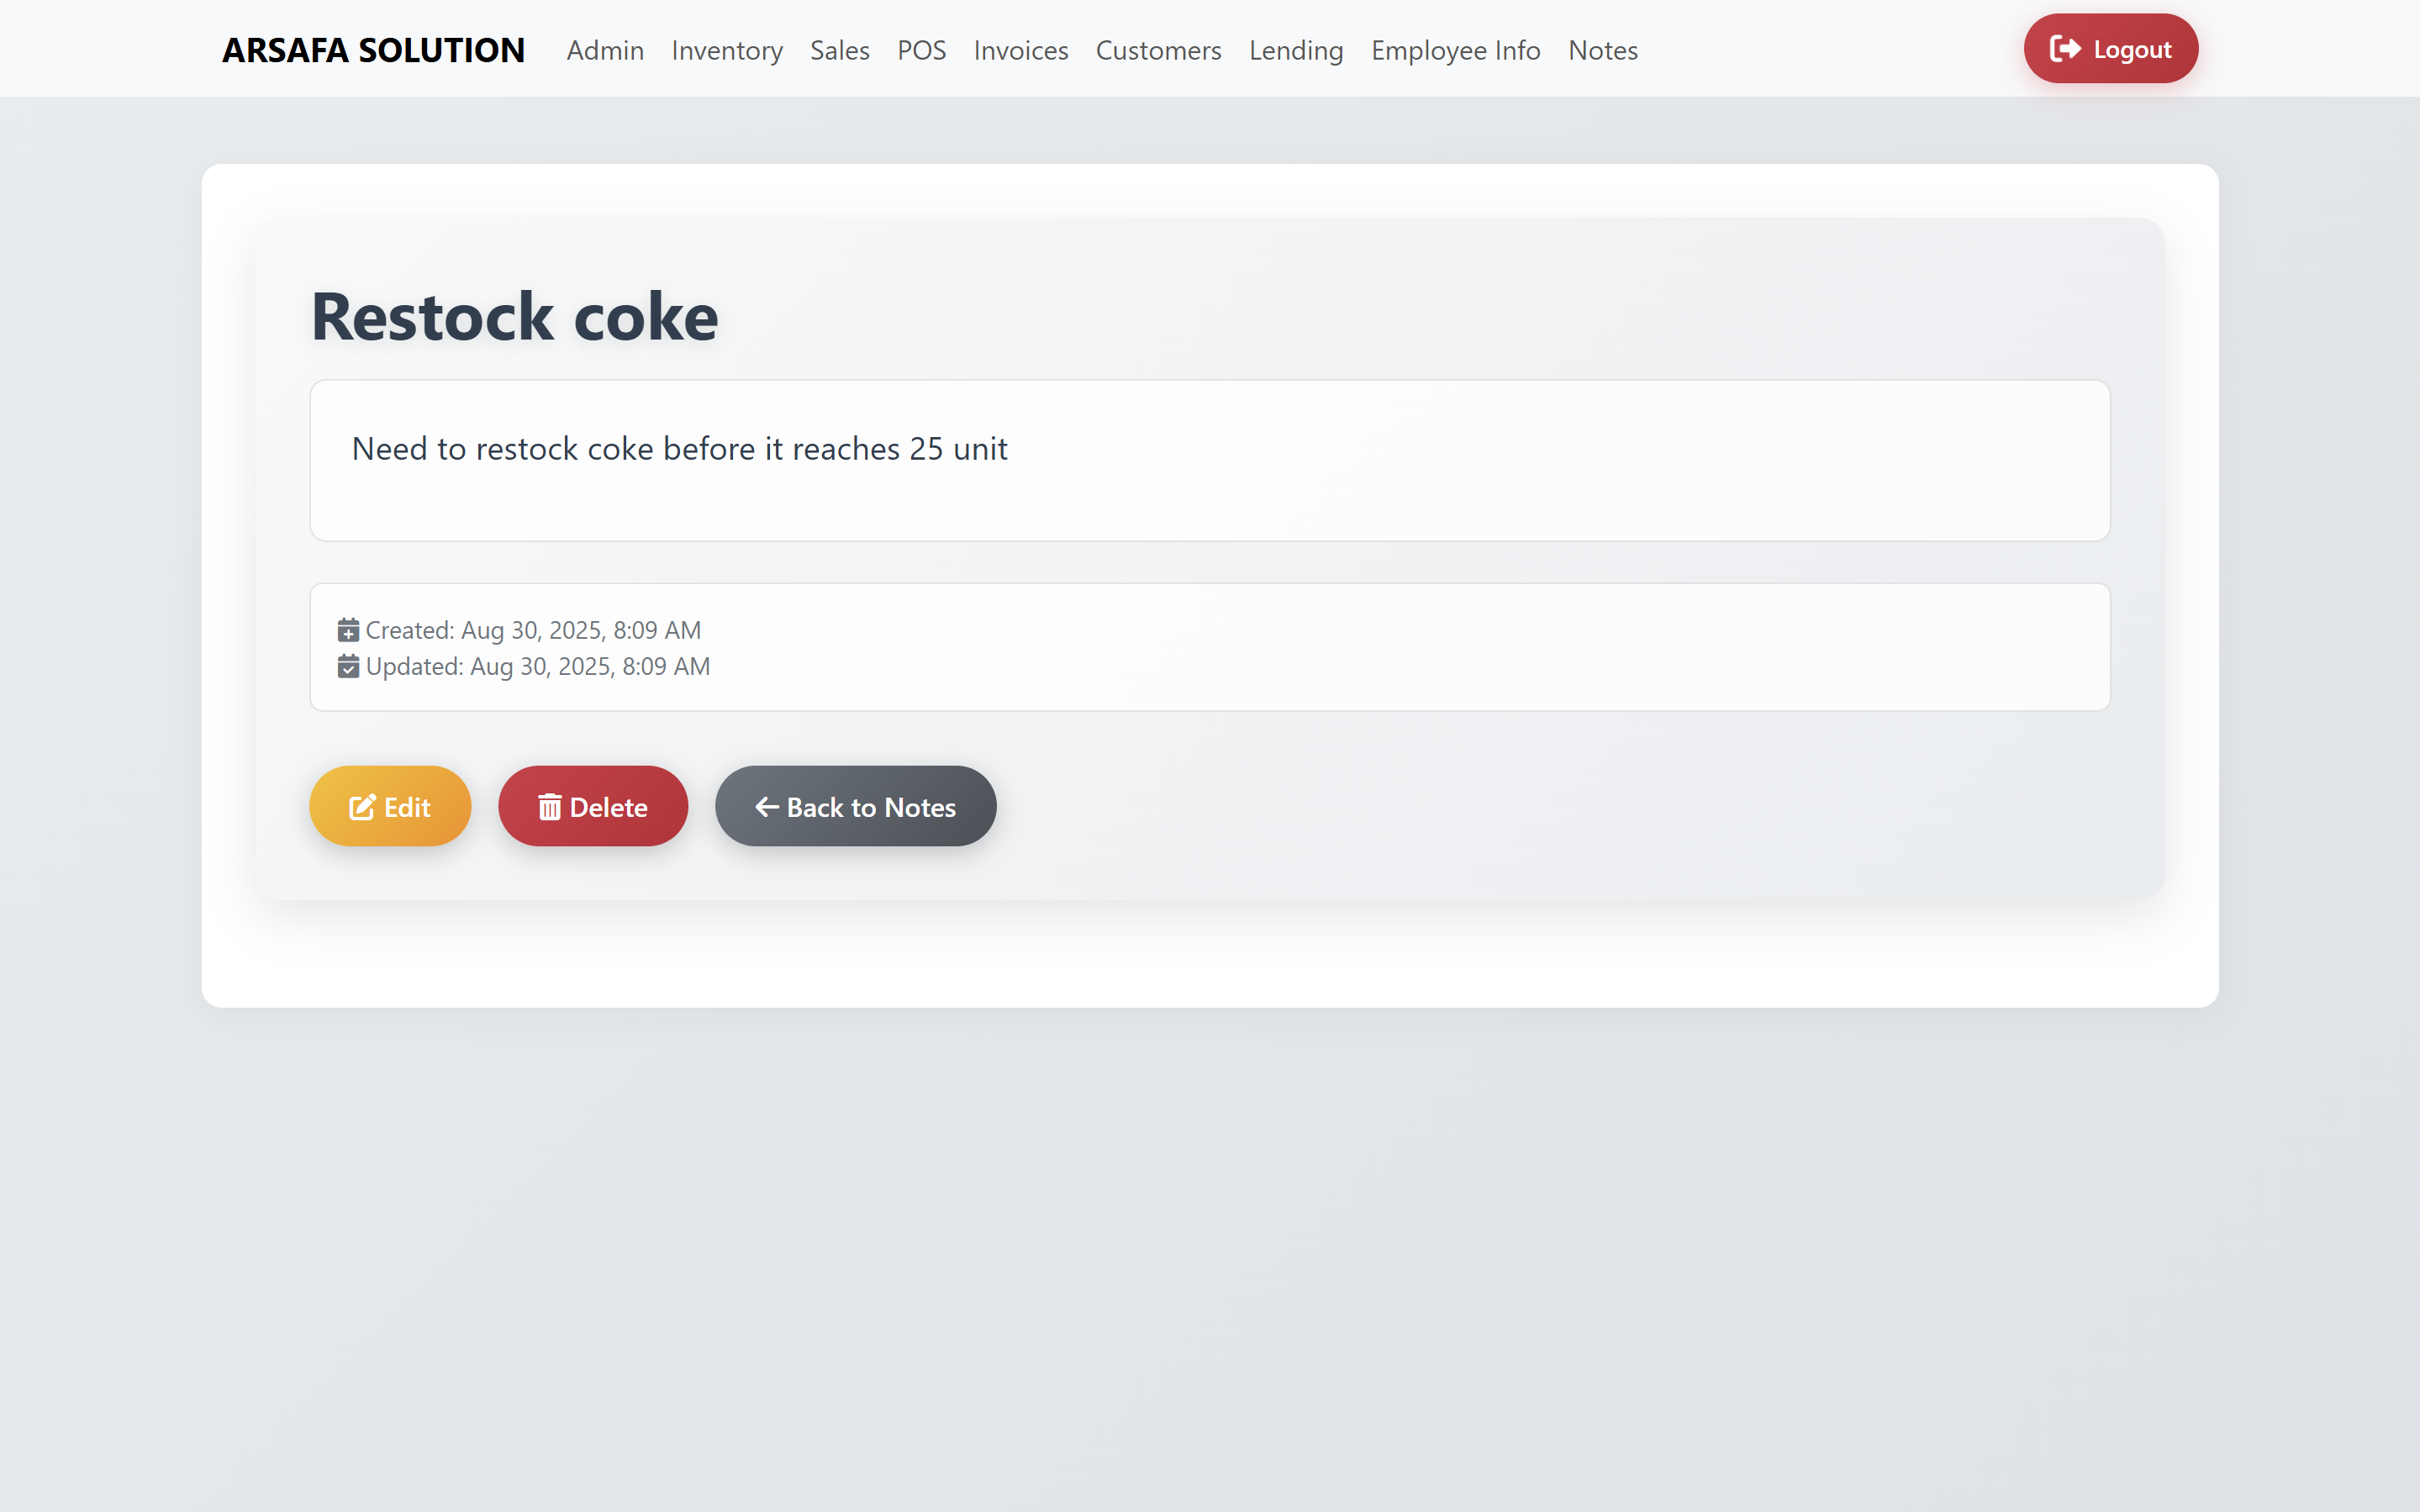 ARSAFA SOLUTION Admin Inventory Sales POS Invoices Customers Lending Employee Info Notes Logout
Restock coke
Need to restock coke before it reaches 25 unit
Created: Aug 30, 2025, 8:09 AM
Updated: Aug 30, 2025, 8:09 AM
Edit Delete Back to Notes